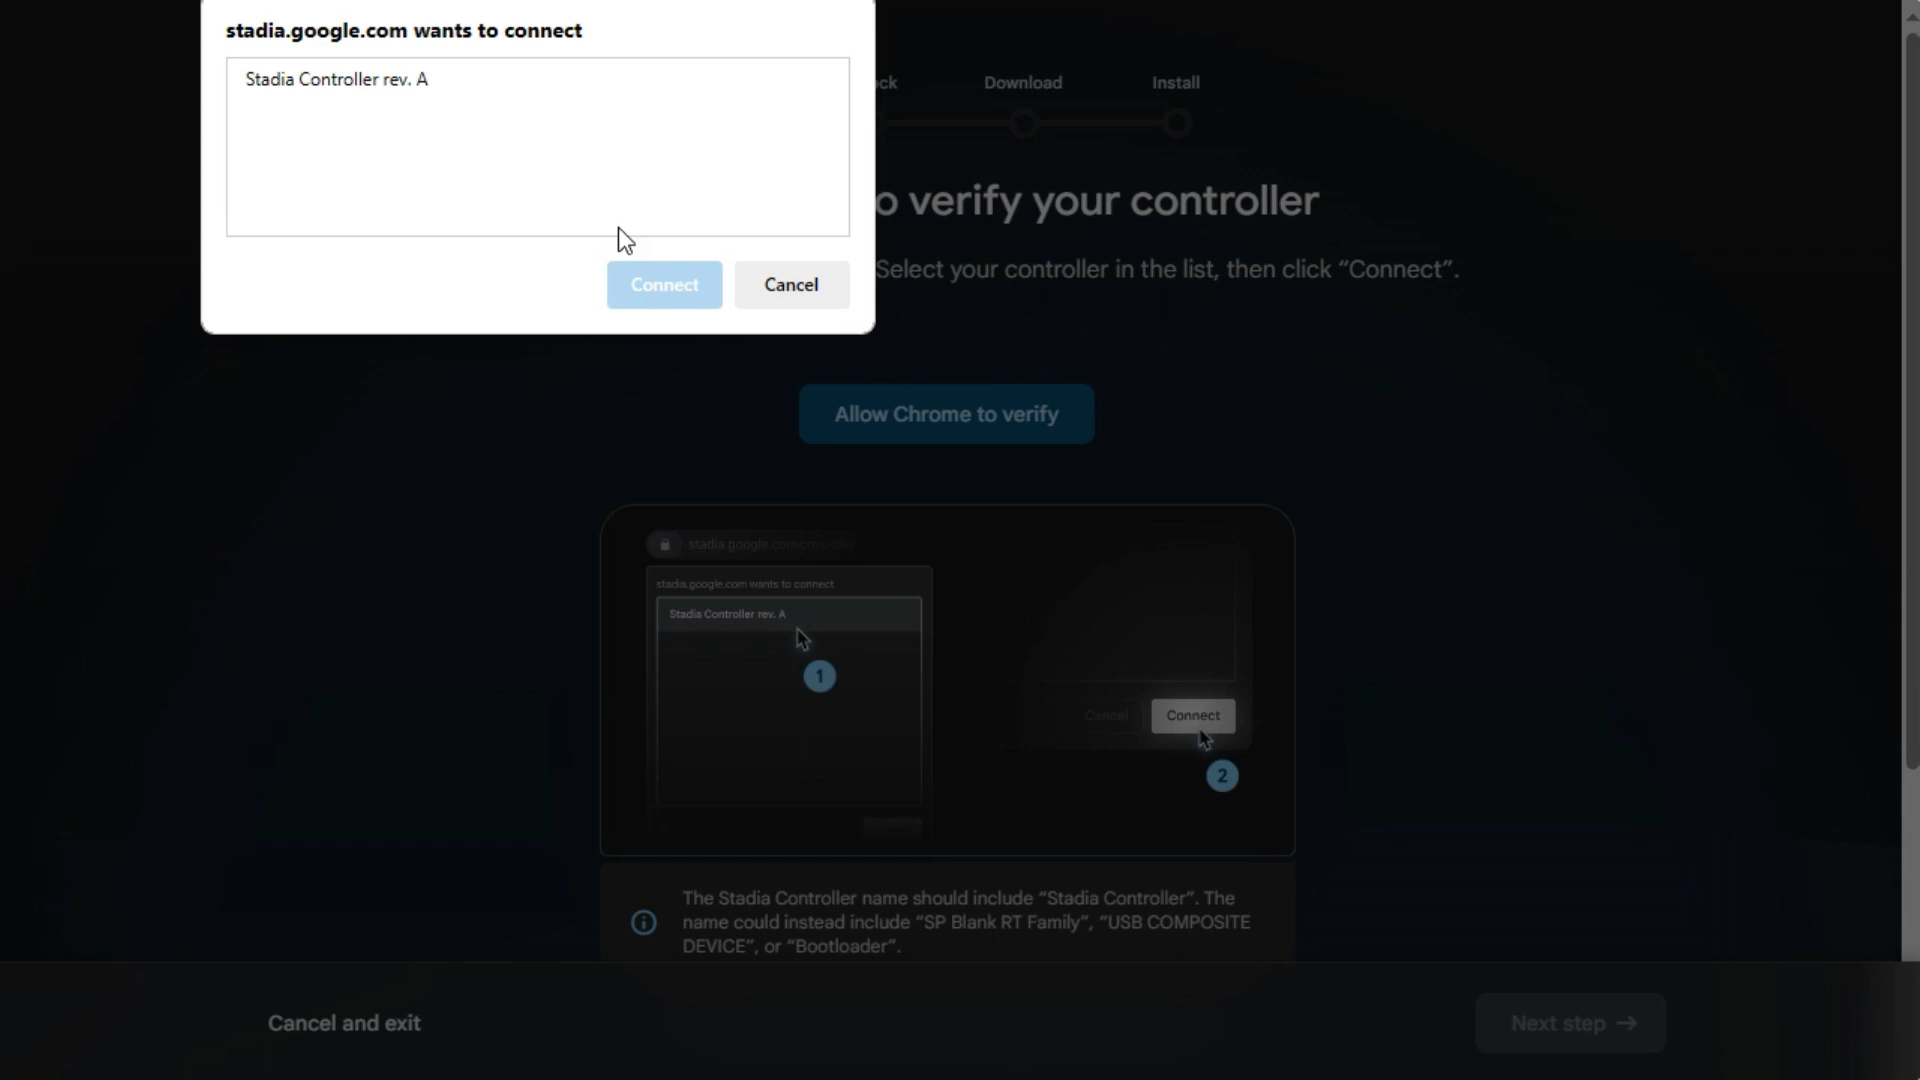 stadia.google.com wants to connect
Stadia Controller rev. A
Connect
Cancel
ck
Download
Install
o verify your controller
Select your controller in the list, then click “Connect”.
Allow Chrome to verify
stadia.google.com
stadia.google.com wants to connect
Stadia Controller rev. A
1
Cancel
Connect
2
The Stadia Controller name should include “Stadia Controller”. The
name could instead include “SP Blank RT Family”, “USB COMPOSITE
DEVICE”, or “Bootloader”.
Cancel and exit
Next step →